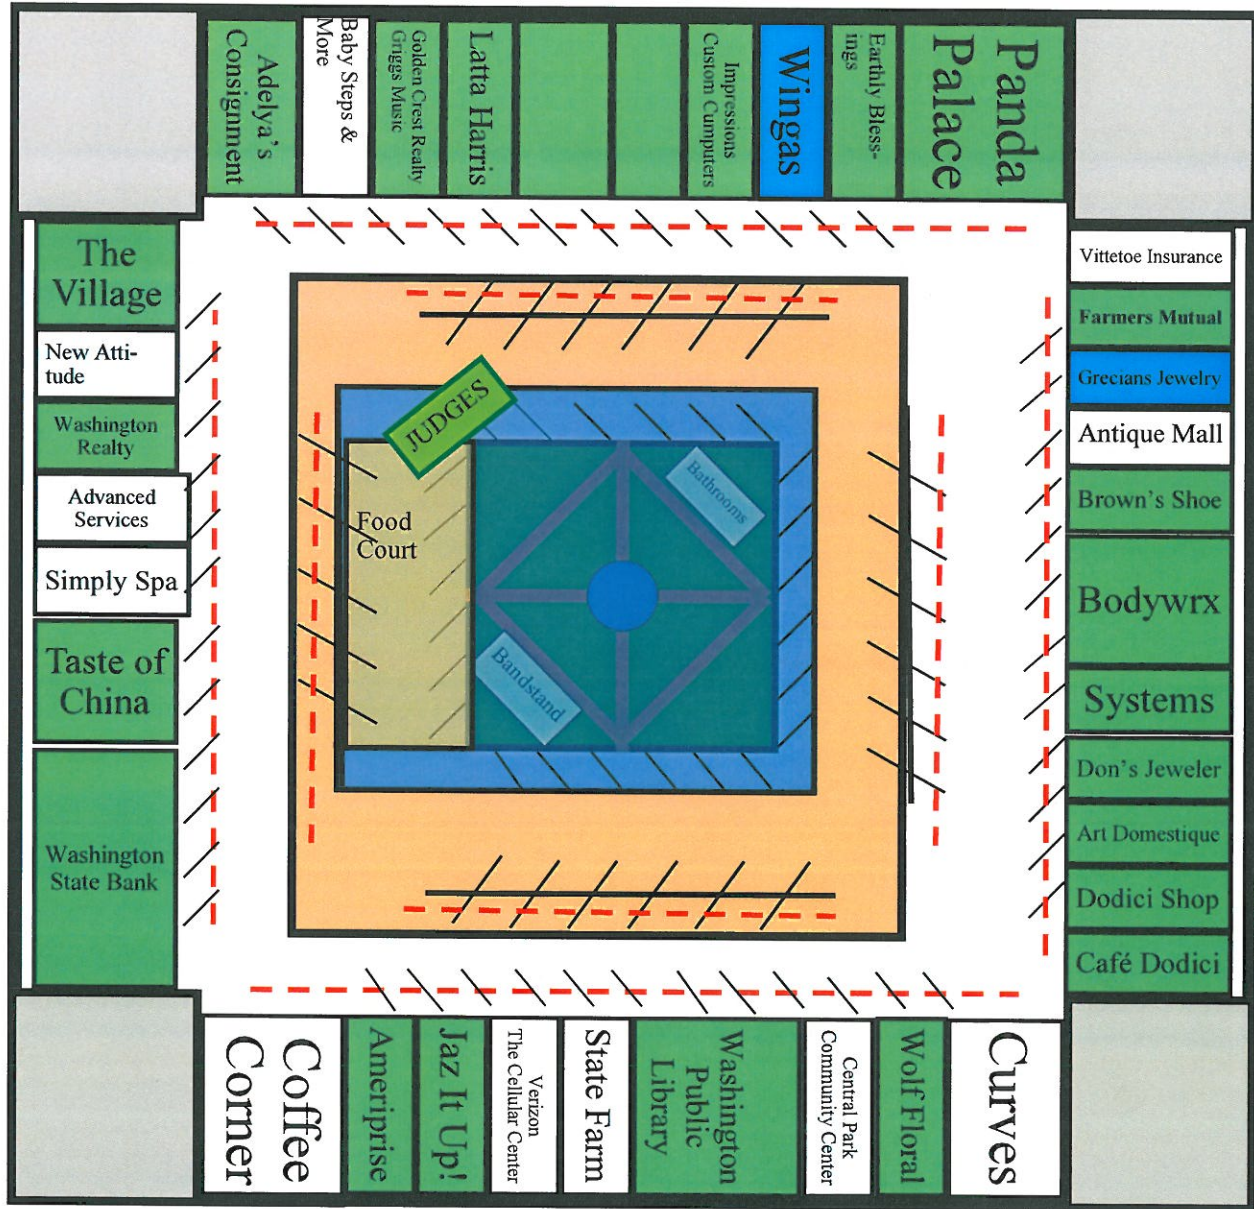 Adelya's
Consignment
Baby Steps &
More
Golden Crest Realty
Griggs Music
Latta Harris
Impressions
Custom Cumputers
Wingas
Earthly Bless-
ings
Panda
Palace
The
Village
New Atti-
tude
Washington
Realty
Advanced
Services
Simply Spa
Taste of
China
Washington
State Bank
JUDGES
Food
Court
Bathrooms
Bandstand
Vittetoe Insurance
Farmers Mutual
Grecians Jewelry
Antique Mall
Brown's Shoe
Bodywrx
Systems
Don's Jeweler
Art Domestique
Dodici Shop
Café Dodici
Coffee
Corner
Ameriprise
Jaz It Up!
Verizon
The Cellular Center
State Farm
Washington
Public
Library
Central Park
Community Center
Wolf Floral
Curves